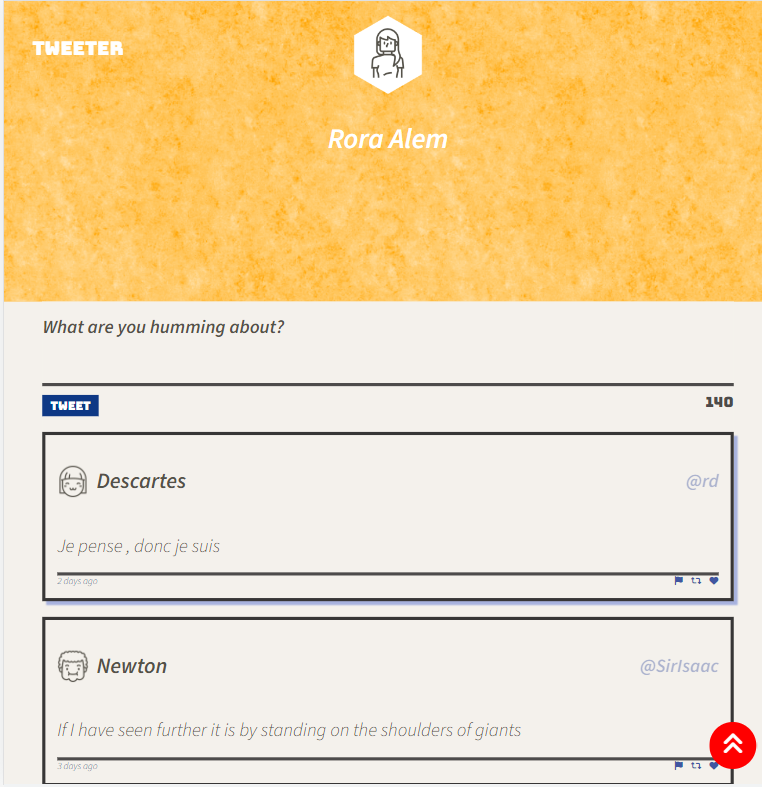 TWEETER
Rora Alem
What are you humming about?
TWEET 140
Descartes @rd
Je pense , donc je suis
2 days ago
Newton @SirIsaac
If I have seen further it is by standing on the shoulders of giants
3 days ago